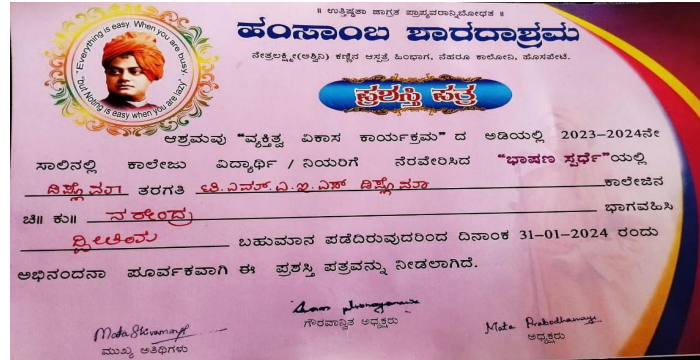 ॥ ಉತ್ತಿಷ್ಠತಾ ಜಾಗ್ರತ ಪ್ರಾಪ್ಯವರಾನ್ನಿಬೋಧತ ॥
"Everything is easy. When you are busy,
"but Noting is easy when you are lazy"
ಹಂಸಾಂಬ ಶಾರದಾಶ್ರಮ
ನೇತ್ರಲಕ್ಷ್ಮೀ(ಅಶ್ವಿನಿ) ಕಣ್ಣಿನ ಆಸ್ಪತ್ರೆ ಹಿಂಭಾಗ, ನೆಹರೂ ಕಾಲೋನಿ, ಹೊಸಪೇಟೆ.
ಪ್ರಶಸ್ತಿ ಪತ್ರ
ಆಶ್ರಮವು "ವ್ಯಕ್ತಿತ್ವ ವಿಕಾಸ ಕಾರ್ಯಕ್ರಮ" ದ ಅಡಿಯಲ್ಲಿ 2023-2024ನೇ
ಸಾಲಿನಲ್ಲಿ ಕಾಲೇಜು ವಿದ್ಯಾರ್ಥಿ / ನಿಯರಿಗೆ ನೆರವೇರಿಸಿದ "ಭಾಷಣ ಸ್ಪರ್ಧೆ"ಯಲ್ಲಿ
ಡಿಪ್ಲೊಮಾ ತರಗತಿ ಟಿ.ಎಮ್.ಎ.ಇ.ಎಸ್ ಡಿಪ್ಲೊಮಾ ಕಾಲೇಜಿನ
ಚಿ॥ ಕು॥ ನರೇಂದ್ರ ಭಾಗವಹಿಸಿ
ದ್ವಿತೀಯ ಬಹುಮಾನ ಪಡೆದಿರುವುದರಿಂದ ದಿನಾಂಕ 31-01-2024 ರಂದು
ಅಭಿನಂದನಾ ಪೂರ್ವಕವಾಗಿ ಈ ಪ್ರಶಸ್ತಿ ಪತ್ರವನ್ನು ನೀಡಲಾಗಿದೆ.
ಮುಖ್ಯ ಅತಿಥಿಗಳು
ಗೌರವಾನ್ವಿತ ಅಧ್ಯಕ್ಷರು
Mata Prabodhamayi
ಅಧ್ಯಕ್ಷರು